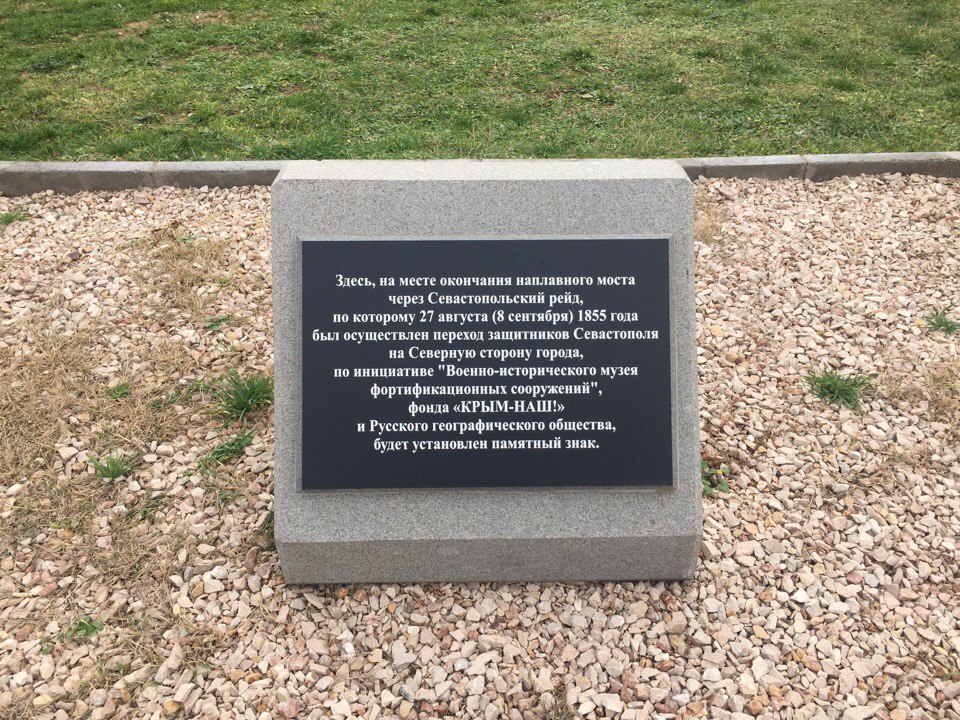 Здесь, на месте окончания наплавного моста
через Севастопольский рейд,
по которому 27 августа (8 сентября) 1855 года
был осуществлен переход защитников Севастополя
на Северную сторону города,
по инициативе "Военно-исторического музея
фортификационных сооружений",
фонда «КРЫМ-НАШ!»
и Русского географического общества,
будет установлен памятный знак.